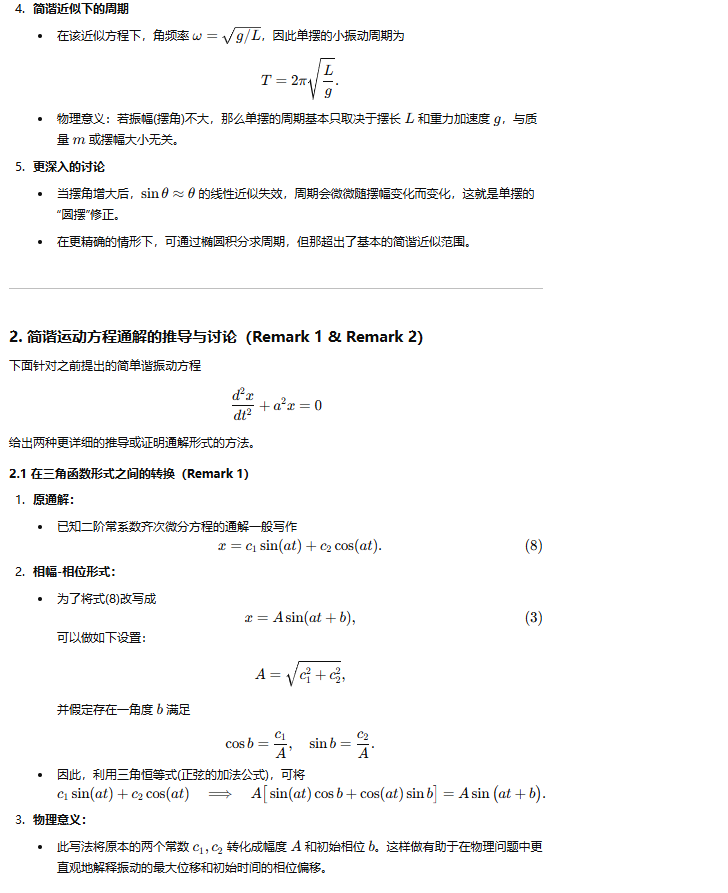 4. 简谐近似下的周期
• 在该近似方程下，角频率 ω = √(g/L)，因此单摆的小振动周期为
T = 2π√(L/g).
• 物理意义：若振幅(摆角)不大，那么单摆的周期基本只取决于摆长 L 和重力加速度 g，与质
量 m 或摆幅大小无关。
5. 更深入的讨论
• 当摆角增大后，sin θ ≈ θ 的线性近似失效，周期会微微随摆幅变化而变化，这就是单摆的
“圆摆”修正。
• 在更精确的情形下，可通过椭圆积分求周期，但那超出了基本的简谐近似范围。
2. 简谐运动方程通解的推导与讨论（Remark 1 & Remark 2）
下面针对之前提出的简单谐振动方程
d²x/dt² + a²x = 0
给出两种更详细的推导或证明通解形式的方法。
2.1 在三角函数形式之间的转换（Remark 1）
1. 原通解：
• 已知二阶常系数齐次微分方程的通解一般写作
x = c₁ sin(at) + c₂ cos(at). (8)
2. 相幅-相位形式：
• 为了将式(8)改写成
x = A sin(at + b), (3)
可以做如下设置：
A = √(c₁² + c₂²),
并假定存在一角度 b 满足
cos b = c₁/A, sin b = c₂/A.
• 因此，利用三角恒等式(正弦的加法公式)，可将
c₁ sin(at) + c₂ cos(at) ⟹ A[sin(at) cos b + cos(at) sin b] = A sin (at + b).
3. 物理意义：
• 此写法将原本的两个常数 c₁, c₂ 转化成幅度 A 和初始相位 b。这样做有助于在物理问题中更
直观地解释振动的最大位移和初始时间的相位偏移。